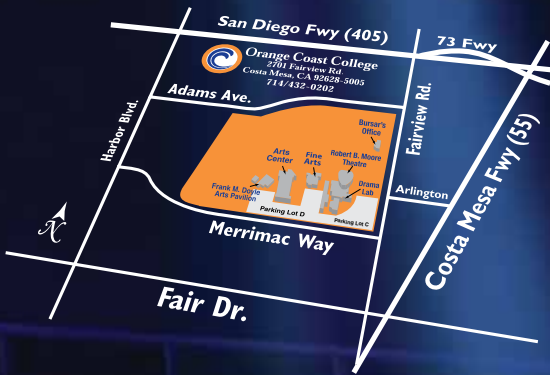 San Diego Fwy (405)
73 Fwy
Orange Coast College
2701 Fairview Rd.
Costa Mesa, CA 92628-5005
714/432-0202
Adams Ave.
Harbor Blvd.
Fairview Rd.
Costa Mesa Fwy (55)
Bursar's
Office
Arts
Center
Fine
Arts
Robert B. Moore
Theatre
Frank M. Doyle
Arts Pavilion
Drama
Lab
Arlington
Parking Lot D
Parking Lot C
N
Merrimac Way
Fair Dr.